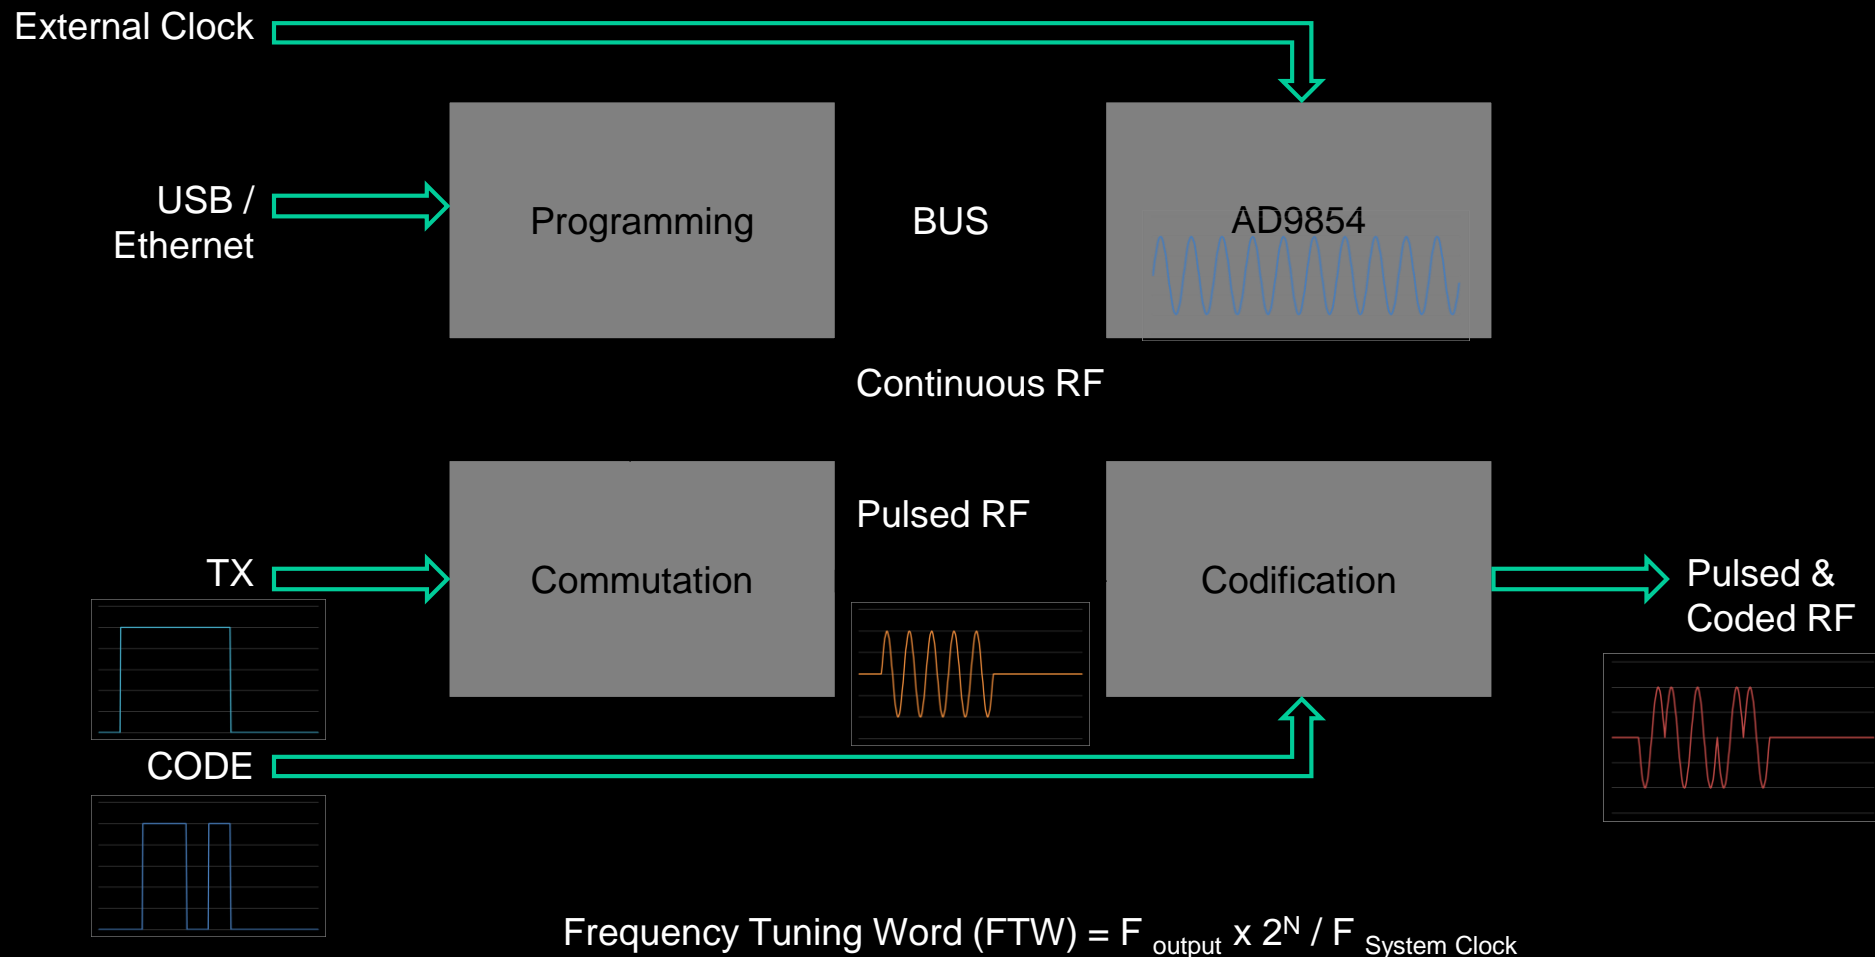 External Clock
USB /
Ethernet
Programming
BUS
AD9854
Continuous RF
Pulsed RF
TX
Commutation
Codification
Pulsed &
Coded RF
CODE
Frequency Tuning Word (FTW) = F output x 2^N / F System Clock